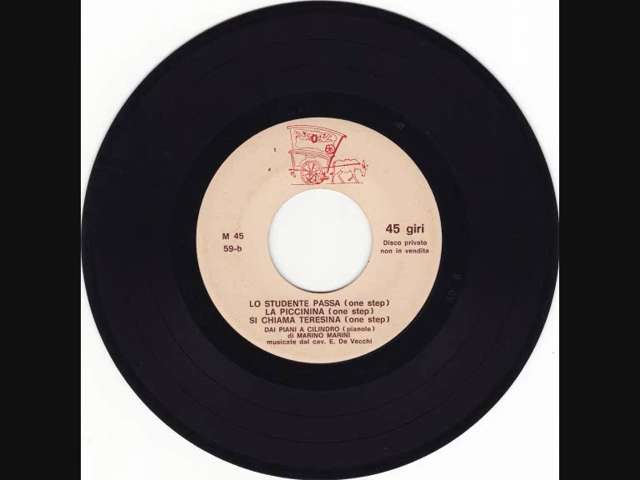 M 45
59-b
45 giri
Disco privato
non in vendita
LO STUDENTE PASSA (one step)
LA PICCININA (one step)
SI CHIAMA TERESINA (one step)
DAI PIANI A CILINDRO (pianola)
di MARINO MARINI
musicate dal cav. E. De Vecchi